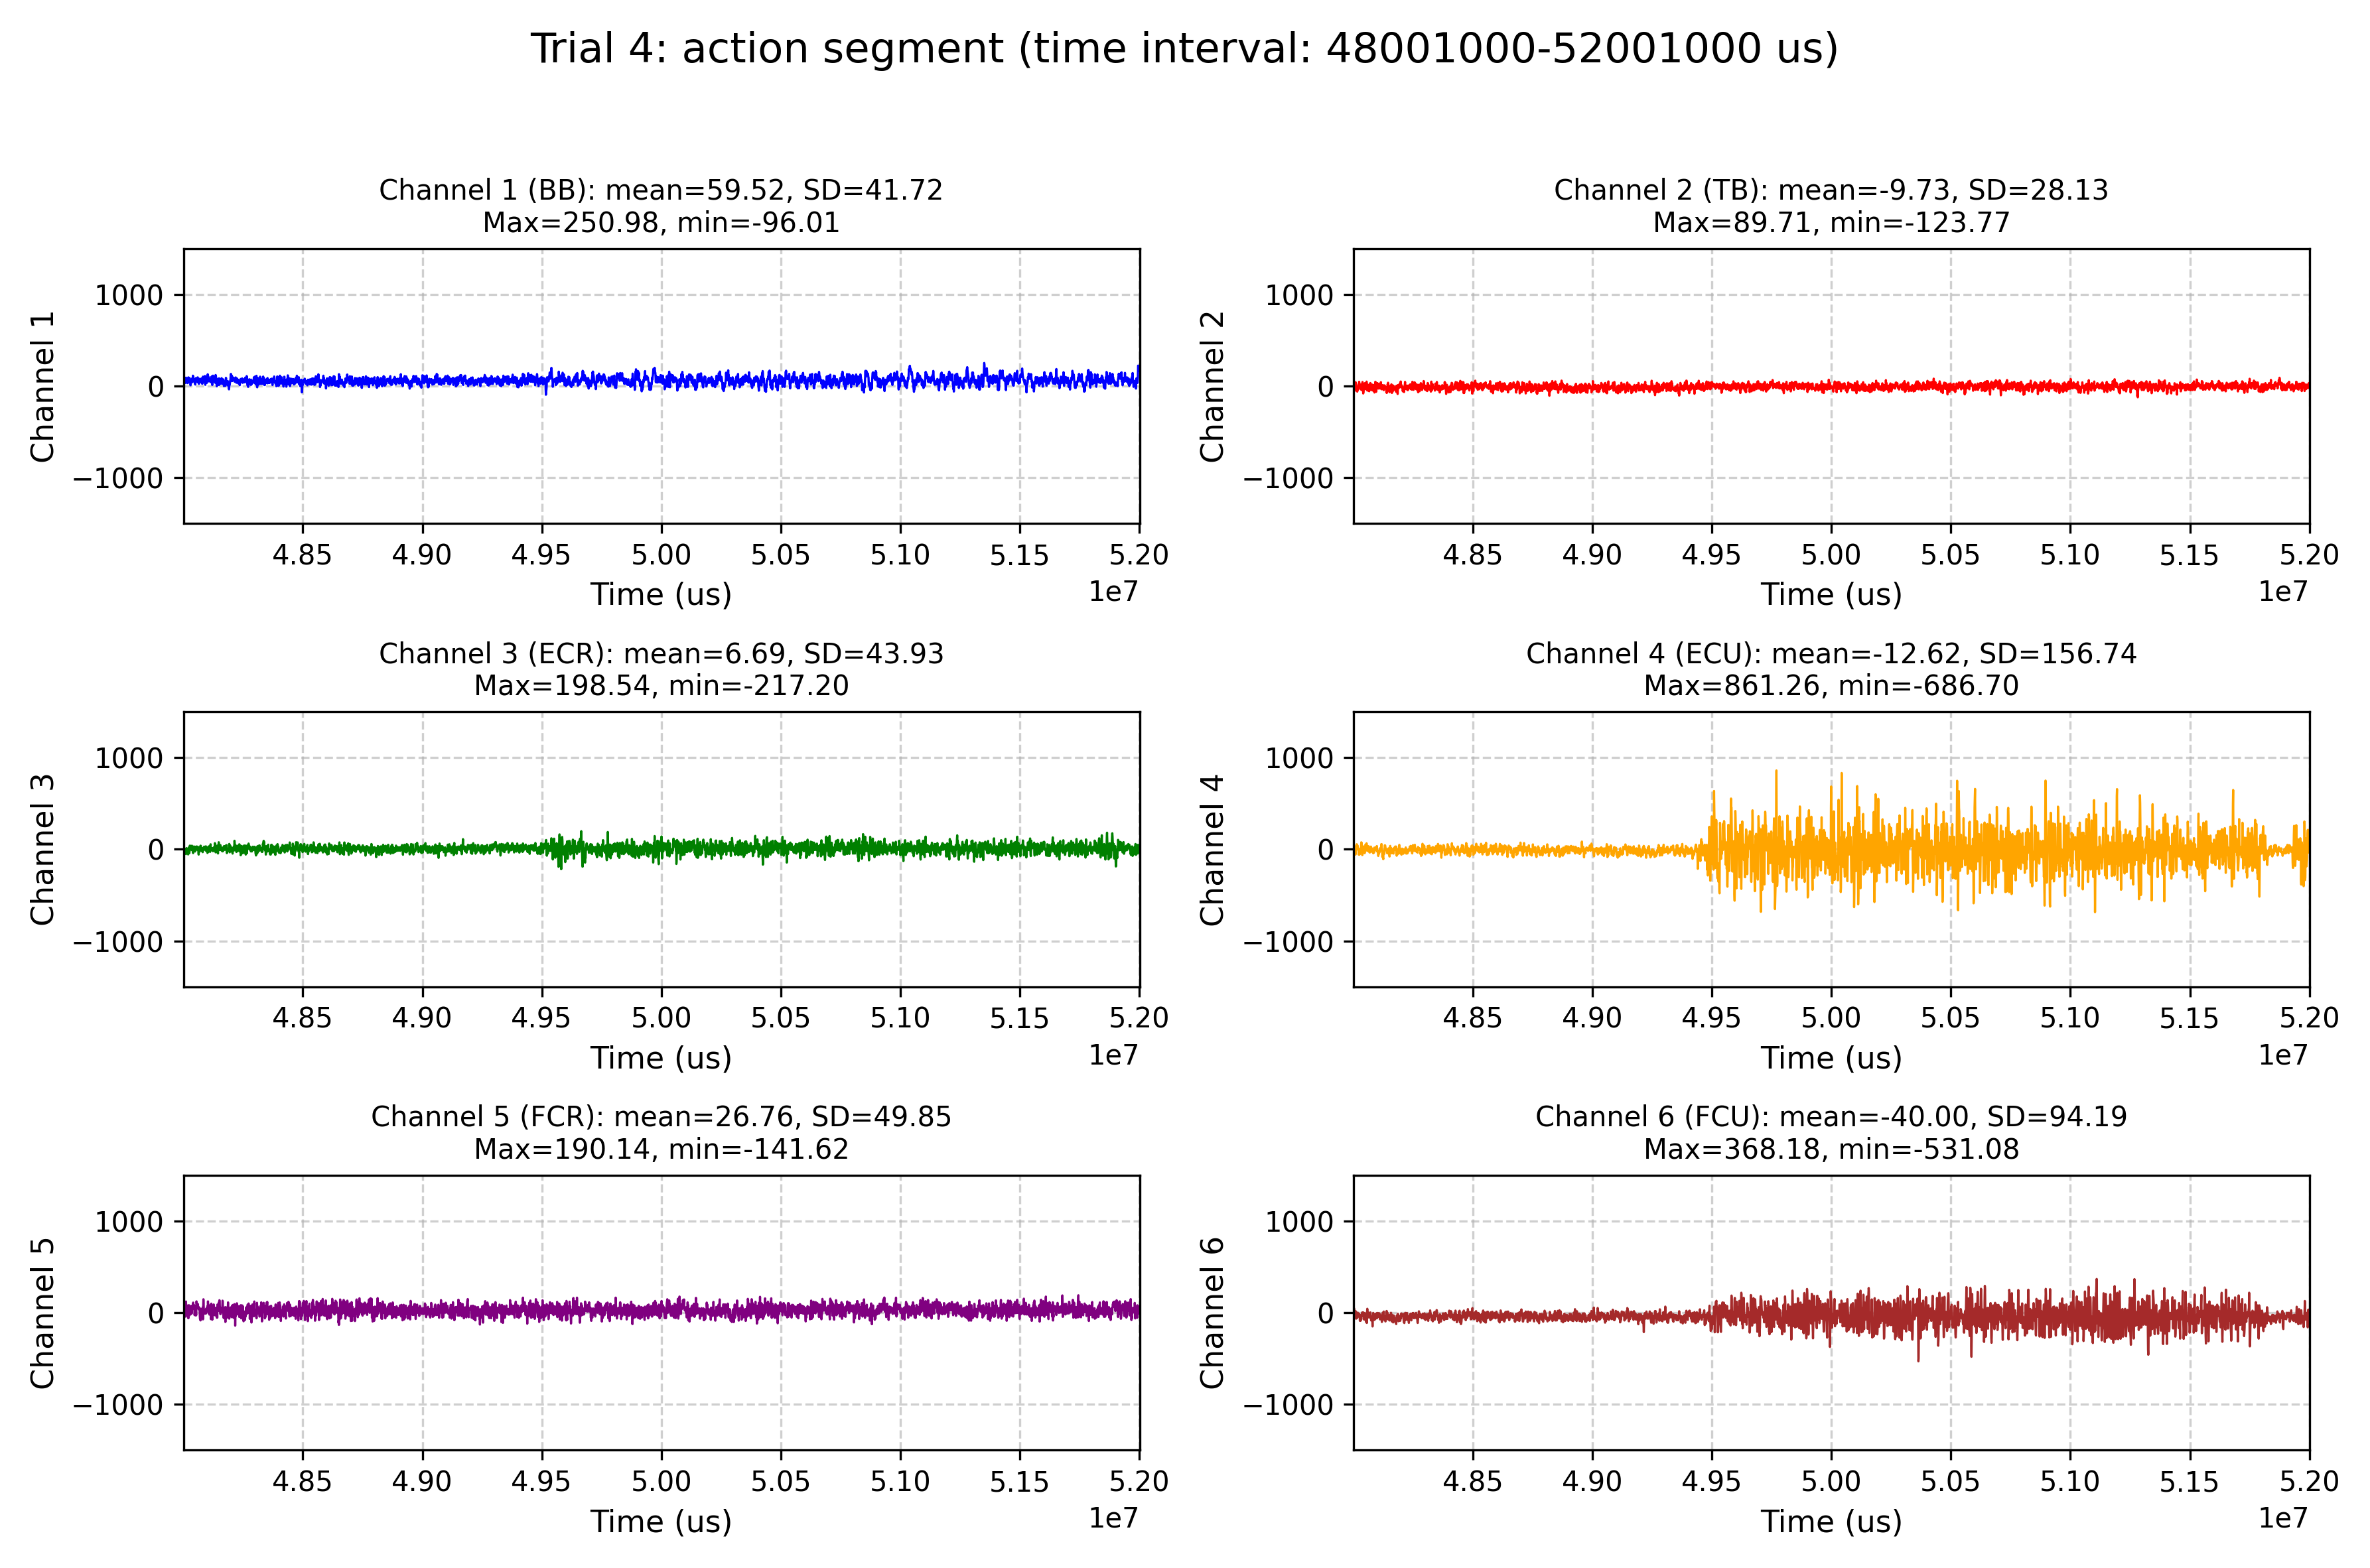 Trial 4: action segment (time interval: 48001000-52001000 us)
Channel 1 (BB): mean=59.52, SD=41.72
Max=250.98, min=-96.01
Channel 1
1000
0
−1000
4.85 4.90 4.95 5.00 5.05 5.10 5.15 5.20
Time (us)
1e7
Channel 2 (TB): mean=-9.73, SD=28.13
Max=89.71, min=-123.77
Channel 2
1000
0
−1000
4.85 4.90 4.95 5.00 5.05 5.10 5.15 5.20
Time (us)
1e7
Channel 3 (ECR): mean=6.69, SD=43.93
Max=198.54, min=-217.20
Channel 3
1000
0
−1000
4.85 4.90 4.95 5.00 5.05 5.10 5.15 5.20
Time (us)
1e7
Channel 4 (ECU): mean=-12.62, SD=156.74
Max=861.26, min=-686.70
Channel 4
1000
0
−1000
4.85 4.90 4.95 5.00 5.05 5.10 5.15 5.20
Time (us)
1e7
Channel 5 (FCR): mean=26.76, SD=49.85
Max=190.14, min=-141.62
Channel 5
1000
0
−1000
4.85 4.90 4.95 5.00 5.05 5.10 5.15 5.20
Time (us)
1e7
Channel 6 (FCU): mean=-40.00, SD=94.19
Max=368.18, min=-531.08
Channel 6
1000
0
−1000
4.85 4.90 4.95 5.00 5.05 5.10 5.15 5.20
Time (us)
1e7